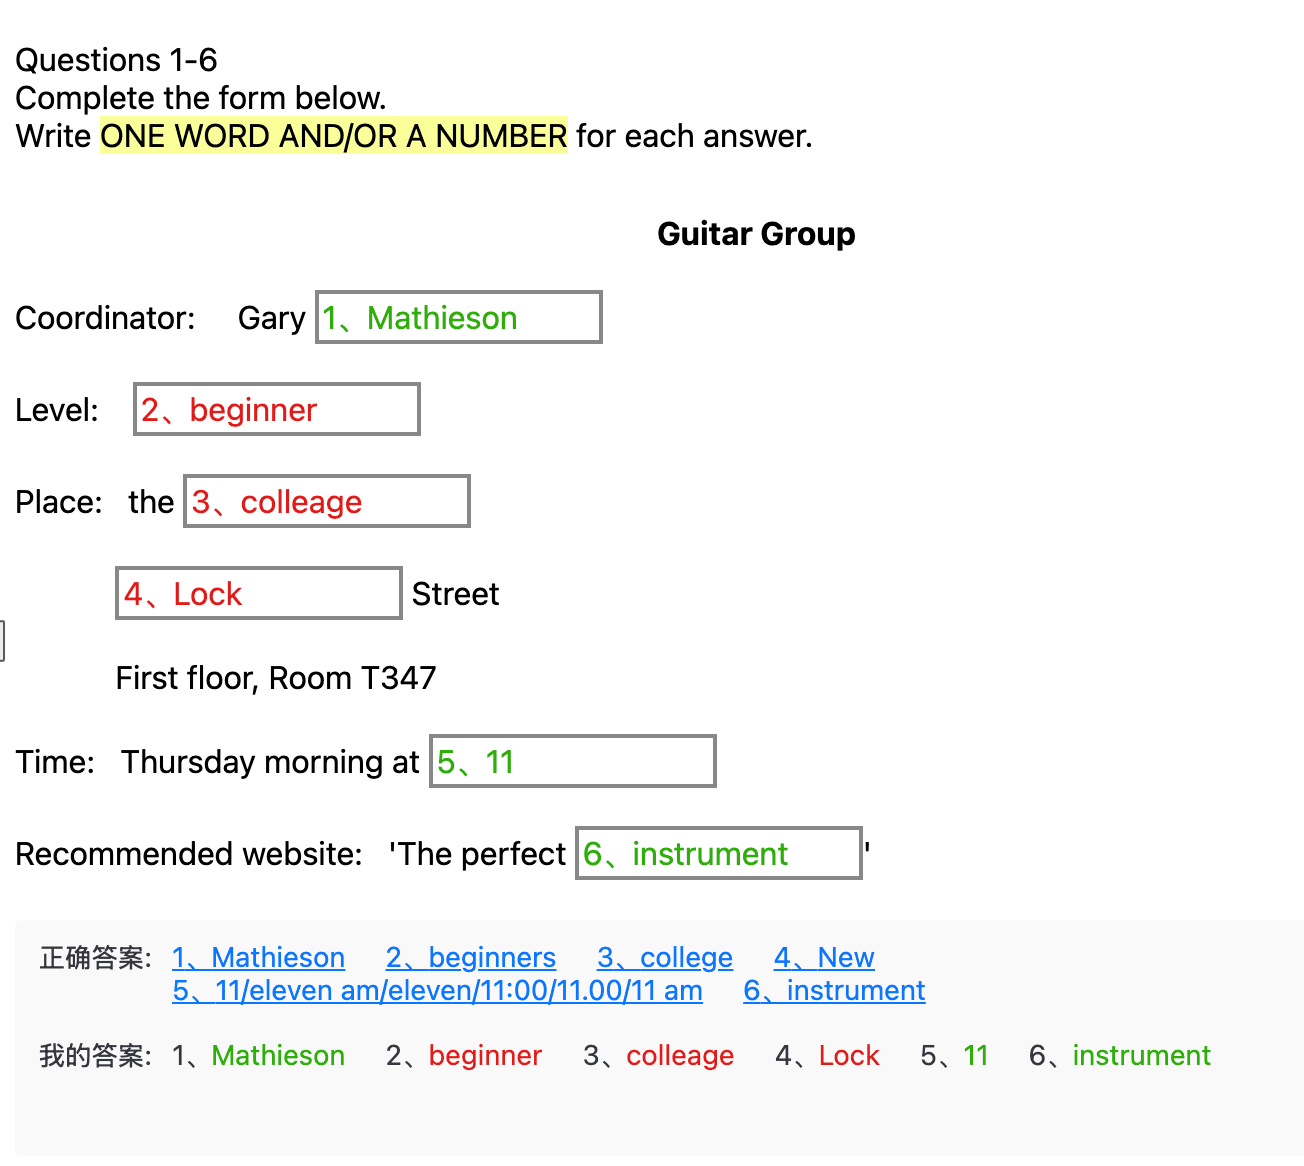 Questions 1-6
Complete the form below.
Write ONE WORD AND/OR A NUMBER for each answer.
Guitar Group
Coordinator: Gary 1、Mathieson
Level: 2、beginner
Place: the 3、colleage
4、Lock Street
First floor, Room T347
Time: Thursday morning at 5、11
Recommended website: 'The perfect 6、instrument'
正确答案: 1、Mathieson 2、beginners 3、college 4、New
5、11/eleven am/eleven/11:00/11.00/11 am 6、instrument
我的答案: 1、Mathieson 2、beginner 3、colleage 4、Lock 5、11 6、instrument